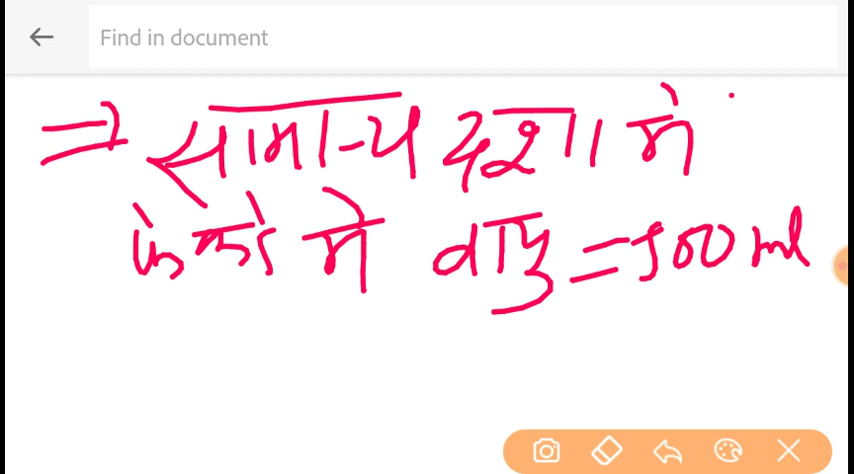 Find in document
⇒ सामान्य दशा में
फेफड़े में वायु = 500 ml